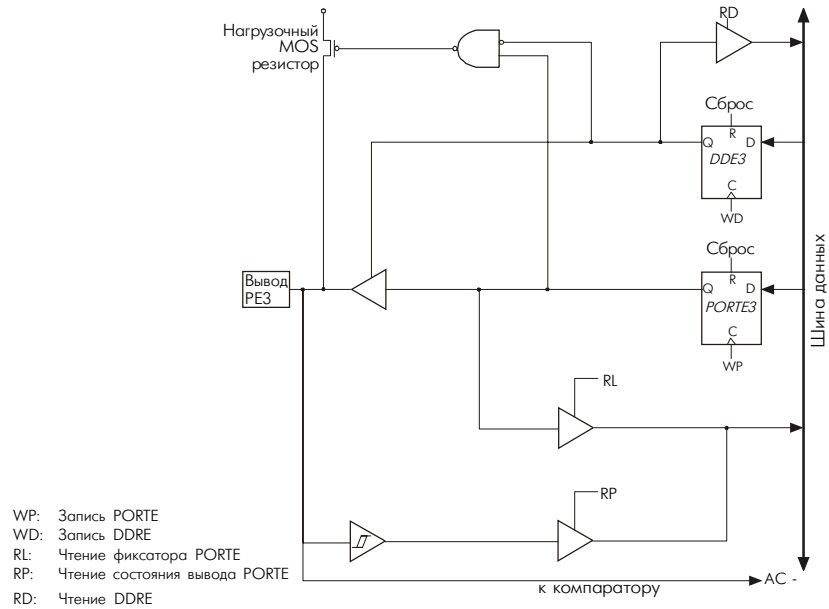 RD
Нагрузочный
MOS
резистор
Сброс
R
Q
D
DDE3
C
WD
Сброс
R
Q
D
PORTE3
C
WP
Вывод
PE3
Шина данных
RL
RP
WP: Запись PORTE
WD: Запись DDRE
RL: Чтение фиксатора PORTE
RP: Чтение состояния вывода PORTE
RD: Чтение DDRE
к компаратору
AC -